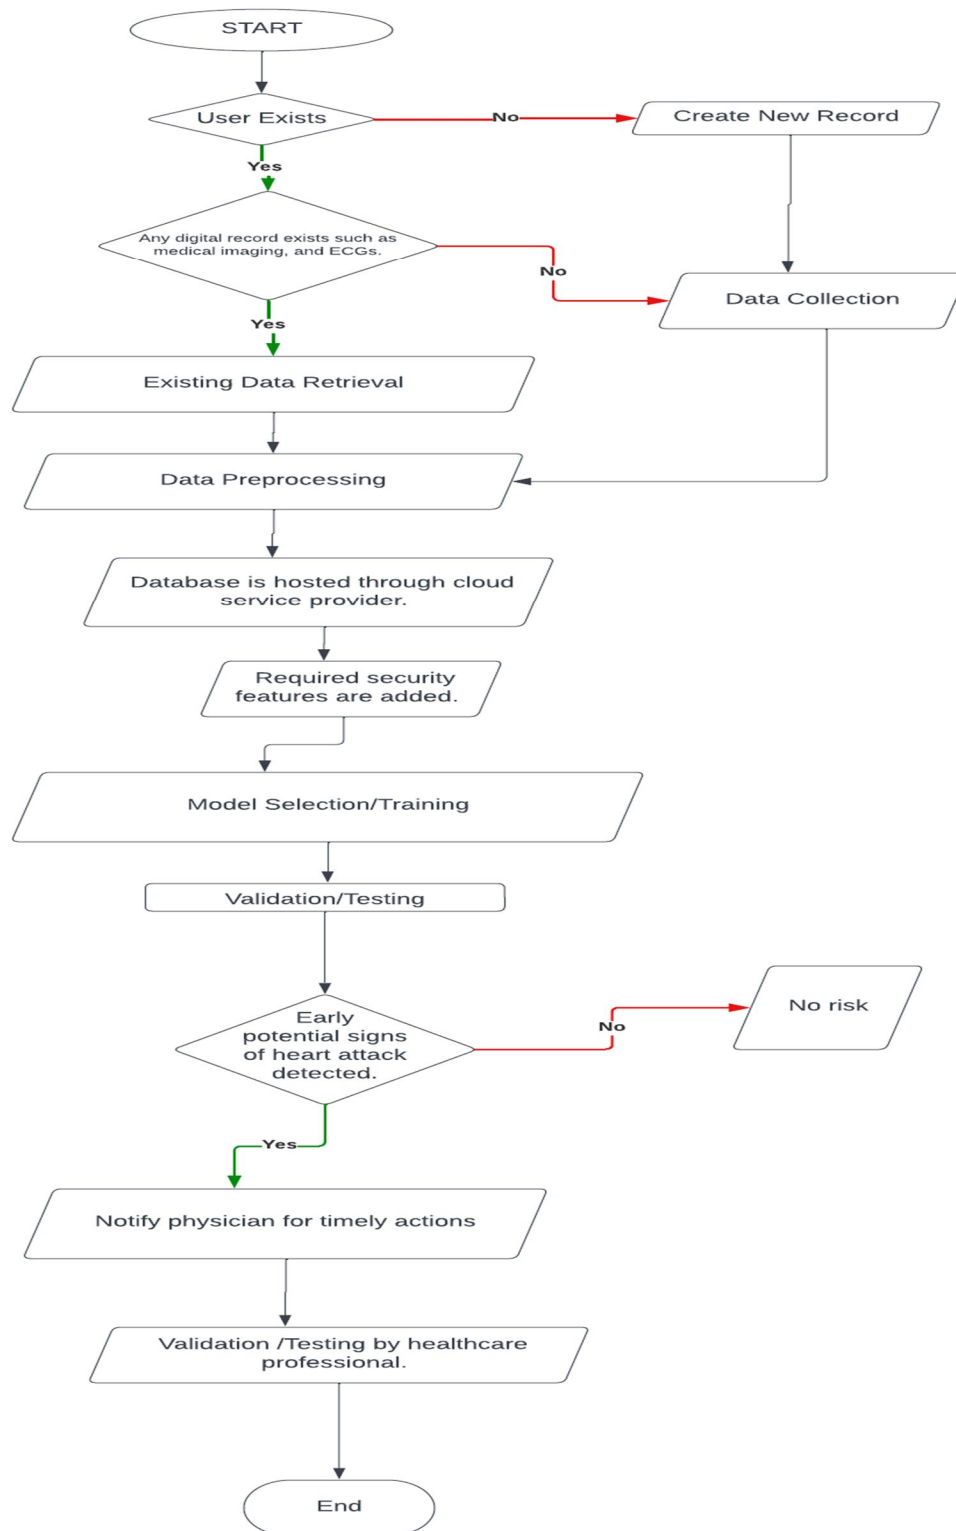 START
User Exists
No
Create New Record
Yes
Any digital record exists such as
medical imaging, and ECGs.
No
Data Collection
Yes
Existing Data Retrieval
Data Preprocessing
Database is hosted through cloud
service provider.
Required security
features are added.
Model Selection/Training
Validation/Testing
Early
potential signs
of heart attack
detected.
No
No risk
Yes
Notify physician for timely actions
Validation /Testing by healthcare
professional.
End